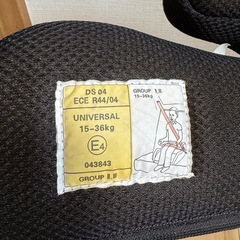 DS 04
ECE R44/04
UNIVERSAL
15-36kg
E4
043843
GROUP II,III
GROUP II,III
15-36kg